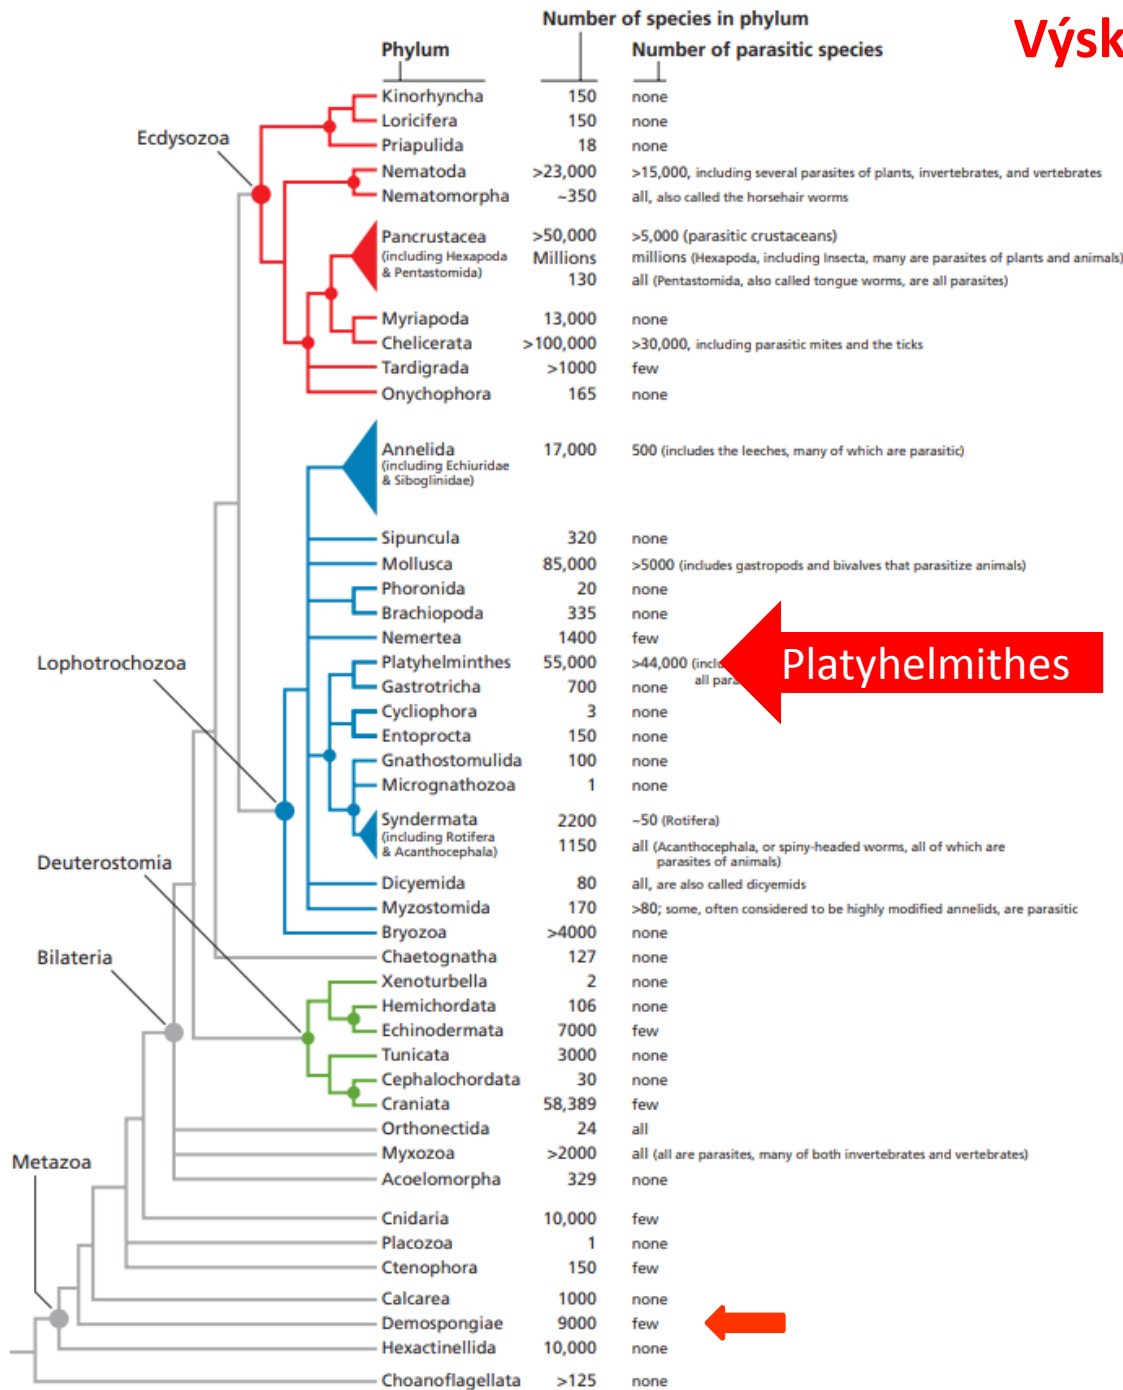 Number of species in phylum
Výsk
Phylum
Number of parasitic species
Kinorhyncha 150 none
Loricifera 150 none
Ecdysozoa
Priapulida 18 none
Nematoda >23,000 >15,000, including several parasites of plants, invertebrates, and vertebrates
Nematomorpha ~350 all, also called the horsehair worms
Pancrustacea >50,000 >5,000 (parasitic crustaceans)
(including Hexapoda Millions millions (Hexapoda, including Insecta, many are parasites of plants and animals)
& Pentastomida) 130 all (Pentastomida, also called tongue worms, are all parasites)
Myriapoda 13,000 none
Chelicerata >100,000 >30,000, including parasitic mites and the ticks
Tardigrada >1000 few
Onychophora 165 none
Annelida 17,000 500 (includes the leeches, many of which are parasitic)
(including Echiuridae
& Siboglinidae)
Sipuncula 320 none
Mollusca 85,000 >5000 (includes gastropods and bivalves that parasitize animals)
Phoronida 20 none
Brachiopoda 335 none
Nemertea 1400 few
Lophotrochozoa
Platyhelminthes 55,000 >44,000
Platyhelmithes
all
Gastrotricha 700 none
Cycliophora 3 none
Entoprocta 150 none
Gnathostomulida 100 none
Micrognathozoa 1 none
Syndermata 2200 ~50 (Rotifera)
(including Rotifera
& Acanthocephala) 1150 all (Acanthocephala, or spiny-headed worms, all of which are
parasites of animals)
Deuterostomia
Dicyemida 80 all, are also called dicyemids
Myzostomida 170 >80; some, often considered to be highly modified annelids, are parasitic
Bryozoa >4000 none
Bilateria
Chaetognatha 127 none
Xenoturbella 2 none
Hemichordata 106 none
Echinodermata 7000 few
Tunicata 3000 none
Cephalochordata 30 none
Craniata 58,389 few
Orthonectida 24 all
Metazoa
Myxozoa >2000 all (all are parasites, many of both invertebrates and vertebrates)
Acoelomorpha 329 none
Cnidaria 10,000 few
Placozoa 1 none
Ctenophora 150 few
Calcarea 1000 none
Demospongiae 9000 few
Hexactinellida 10,000 none
Choanoflagellata >125 none